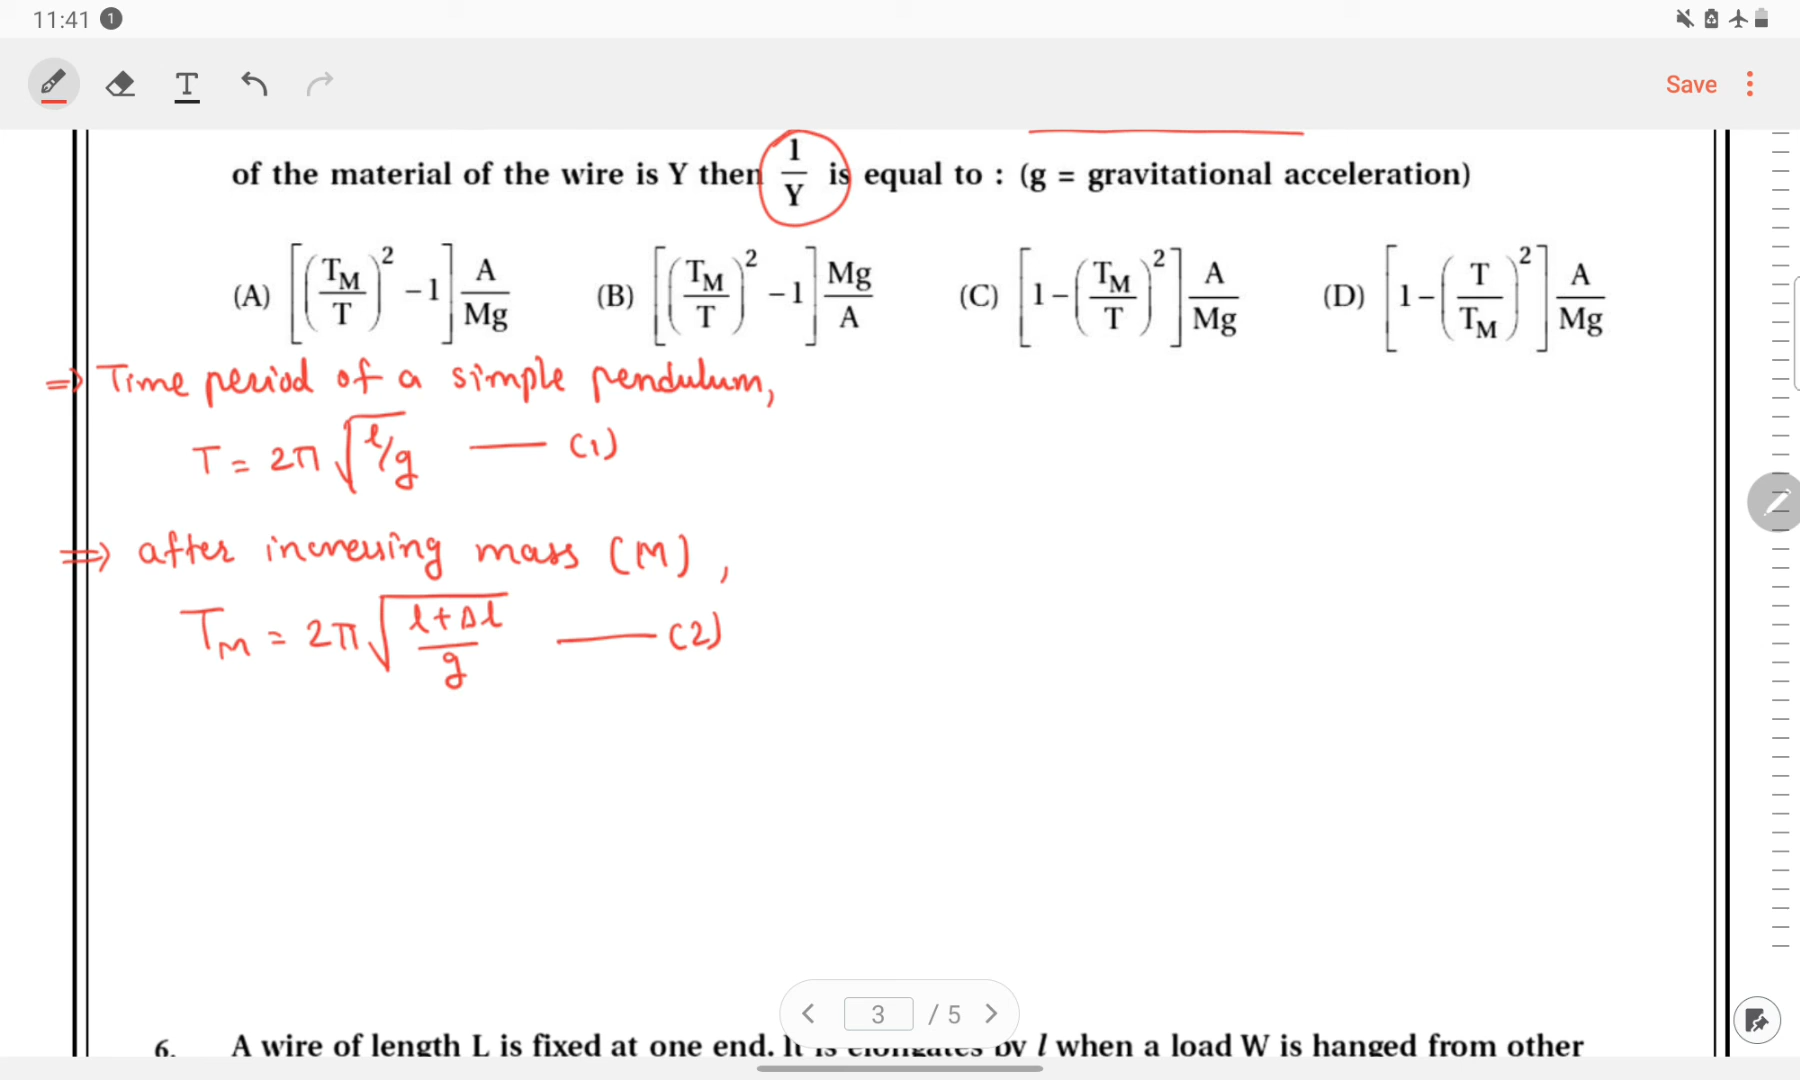 11:41 1
T Save
of the material of the wire is Y then 1/Y is equal to : (g = gravitational acceleration)
(A) [(T_M/T)² −1] A/Mg (B) [(T_M/T)² −1] Mg/A (C) [1−(T_M/T)²] A/Mg (D) [1−(T/T_M)²] A/Mg
⇒ Time period of a simple pendulum,
T = 2π √(l/g) —— (1)
⇒ after increasing mass (M) ,
T_M = 2π √((l+Δl)/g) —— (2)
3 / 5
6. A wire of length L is fixed at one end. It is elongates by l when a load W is hanged from other